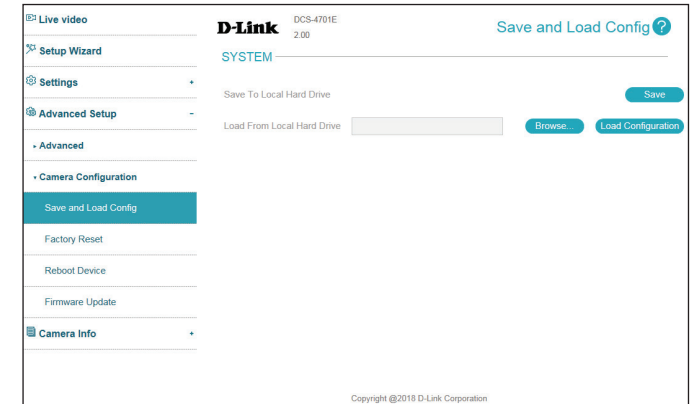 Live video
Setup Wizard
Settings +
Advanced Setup -
Advanced
Camera Configuration
Save and Load Config
Factory Reset
Reboot Device
Firmware Update
Camera Info +
D-Link DCS-4701E
2.00
Save and Load Config ?
SYSTEM
Save To Local Hard Drive Save
Load From Local Hard Drive Browse... Load Configuration
Copyright @2018 D-Link Corporation